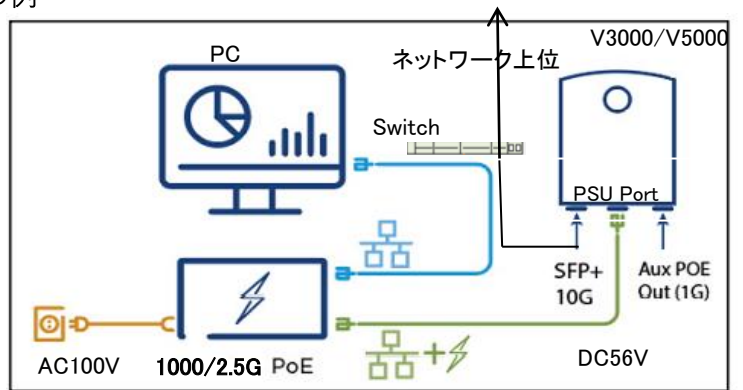 V3000/V5000
PC
ネットワーク上位
Switch
PSU Port
SFP+
10G
Aux POE
Out (1G)
AC100V
1000/2.5G PoE
DC56V